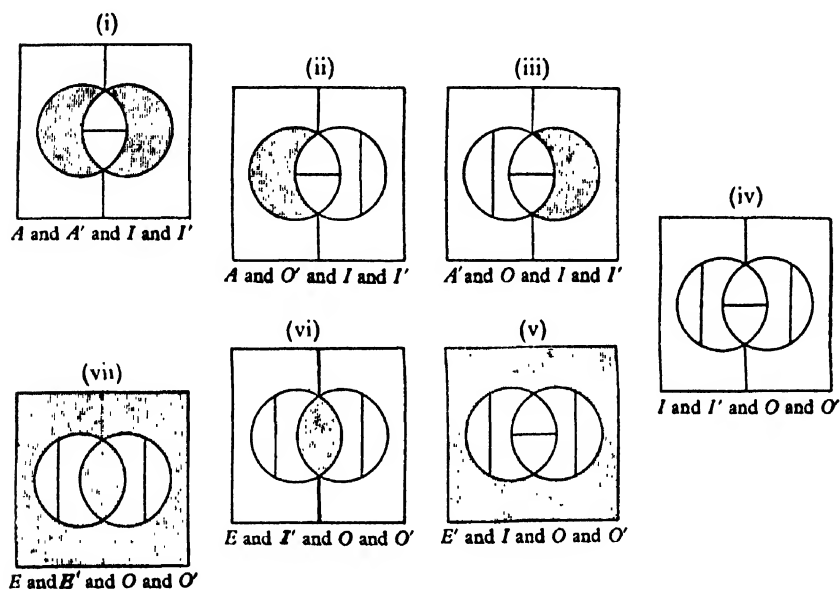 (i)
(ii)
(iii)
(iv)
A and A' and I and I'
A and O' and I and I'
A' and O and I and I'
(vii)
(vi)
(v)
I and I' and O and O'
E and E' and O and O'
E and I' and O and O'
E' and I and O and O'